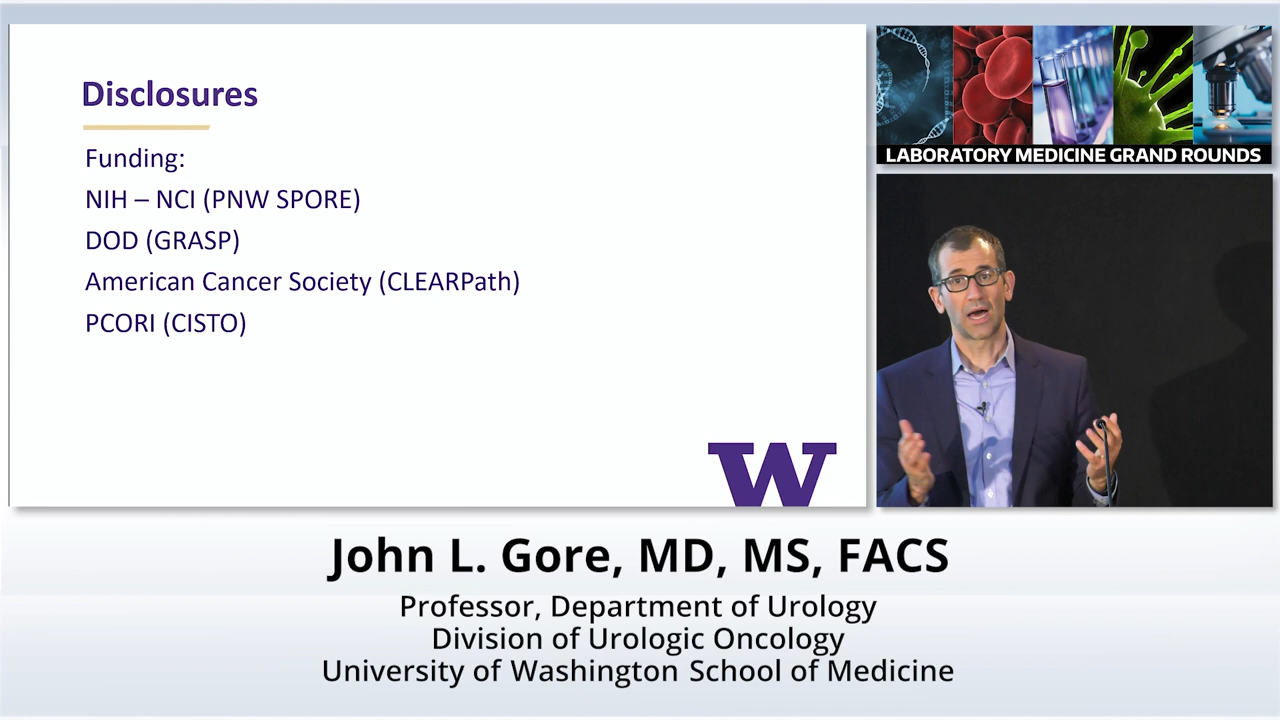 Disclosures
Funding:
NIH – NCI (PNW SPORE)
DOD (GRASP)
American Cancer Society (CLEARPath)
PCORI (CISTO)
W
LABORATORY MEDICINE GRAND ROUNDS
John L. Gore, MD, MS, FACS
Professor, Department of Urology
Division of Urologic Oncology
University of Washington School of Medicine